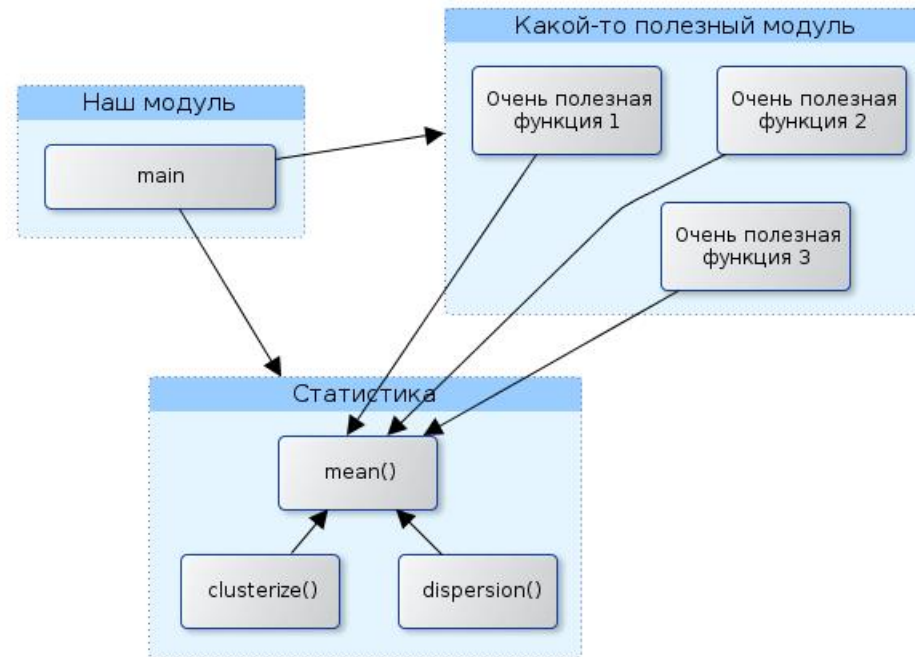 Какой-то полезный модуль
Очень полезная
функция 1
Очень полезная
функция 2
Наш модуль
main
Очень полезная
функция 3
Статистика
mean()
clusterize()
dispersion()